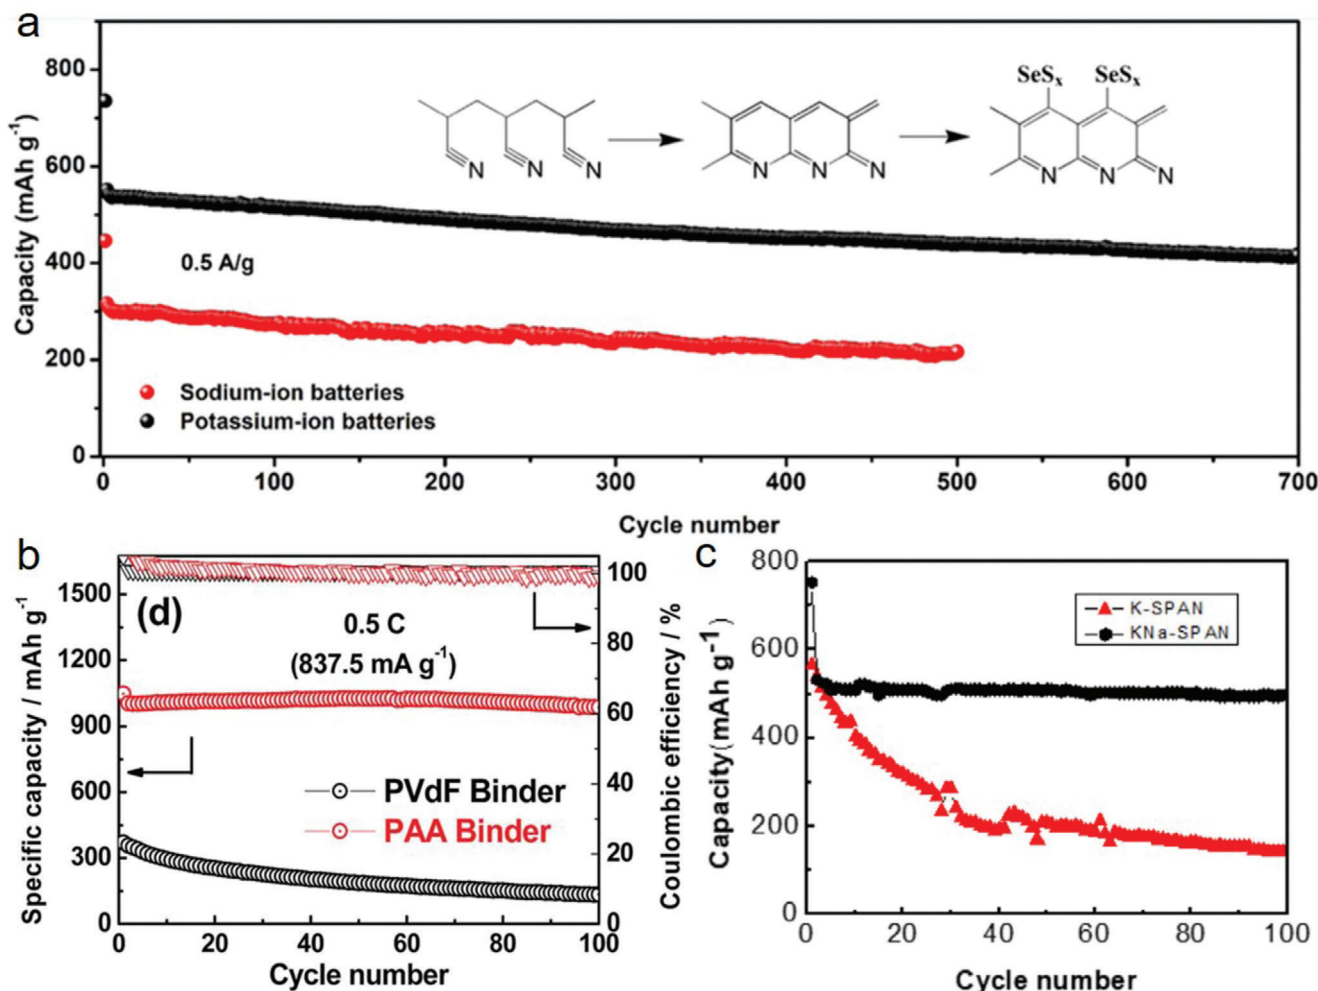 a
Capacity (mAh g⁻¹)
800
600
400
200
0
N N N
N N N
SeSₓ SeSₓ
N N N
0.5 A/g
Sodium-ion batteries
Potassium-ion batteries
0 100 200 300 400 500 600 700
Cycle number
b
(d)
Specific capacity / mAh g⁻¹
1500
1200
900
600
300
0
0.5 C
(837.5 mA g⁻¹)
PVdF Binder
PAA Binder
100
80
60
40
20
0
Coulombic efficiency / %
0 20 40 60 80 100
Cycle number
c
Capacity(mAh g⁻¹)
800
600
400
200
0
K-SPAN
KNa-SPAN
0 20 40 60 80 100
Cycle number